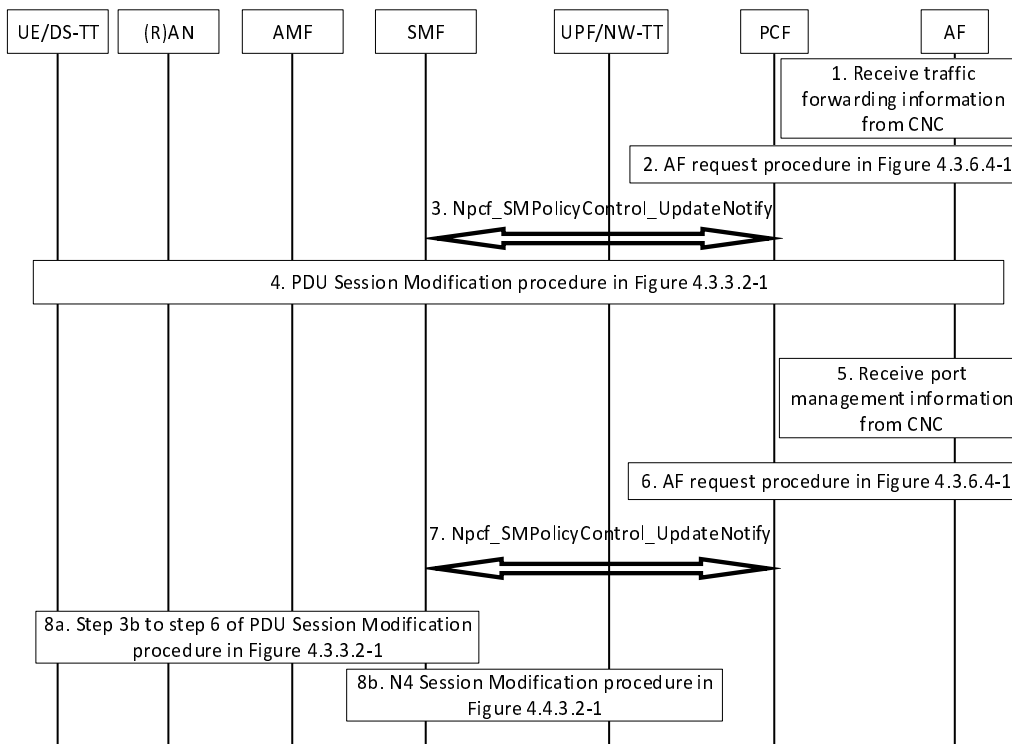 UE/DS-TT
(R)AN
AMF
SMF
UPF/NW-TT
PCF
AF
1. Receive traffic
forwarding information
from CNC
2. AF request procedure in Figure 4.3.6.4-1
3. Npcf_SMPolicyControl_UpdateNotify
4. PDU Session Modification procedure in Figure 4.3.3.2-1
5. Receive port
management information
from CNC
6. AF request procedure in Figure 4.3.6.4-1
7. Npcf_SMPolicyControl_UpdateNotify
8a. Step 3b to step 6 of PDU Session Modification
procedure in Figure 4.3.3.2-1
8b. N4 Session Modification procedure in
Figure 4.4.3.2-1